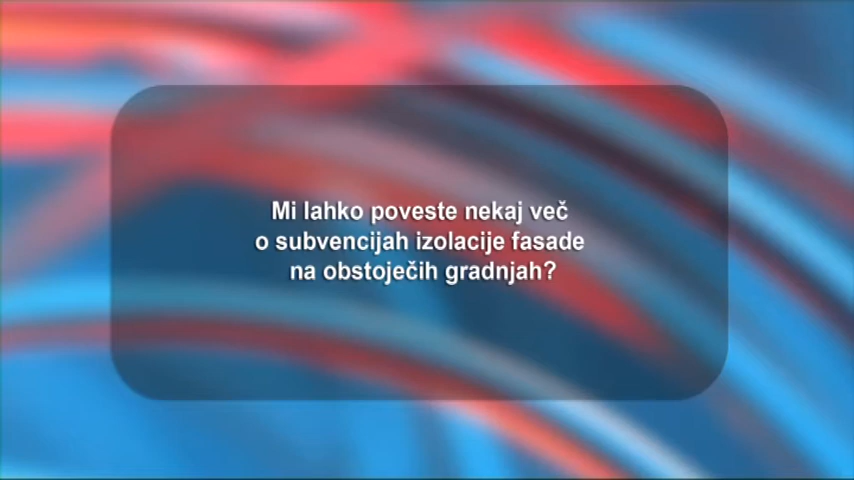 Mi lahko poveste nekaj več
o subvencijah izolacije fasade
na obstoječih gradnjah?